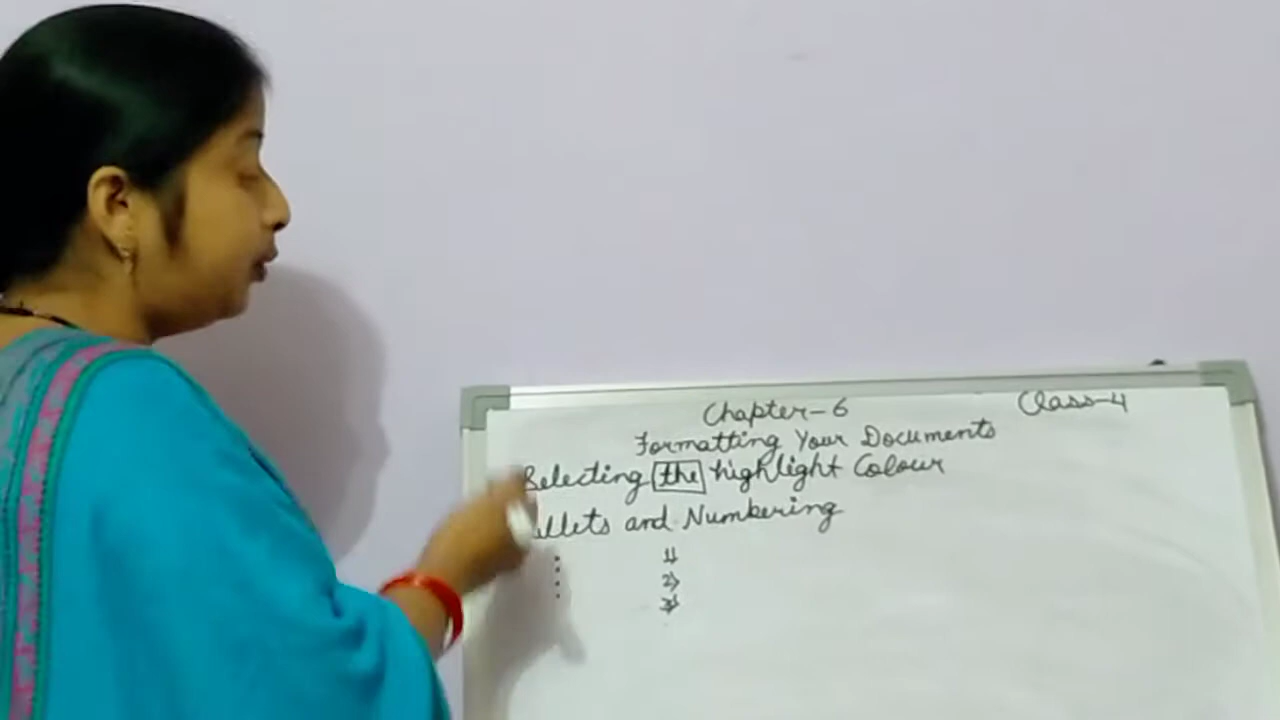 Chapter-6 Class-4
Formatting Your Documents
Selecting the highlight Colour
ullets and Numbering
1)
2)
3)